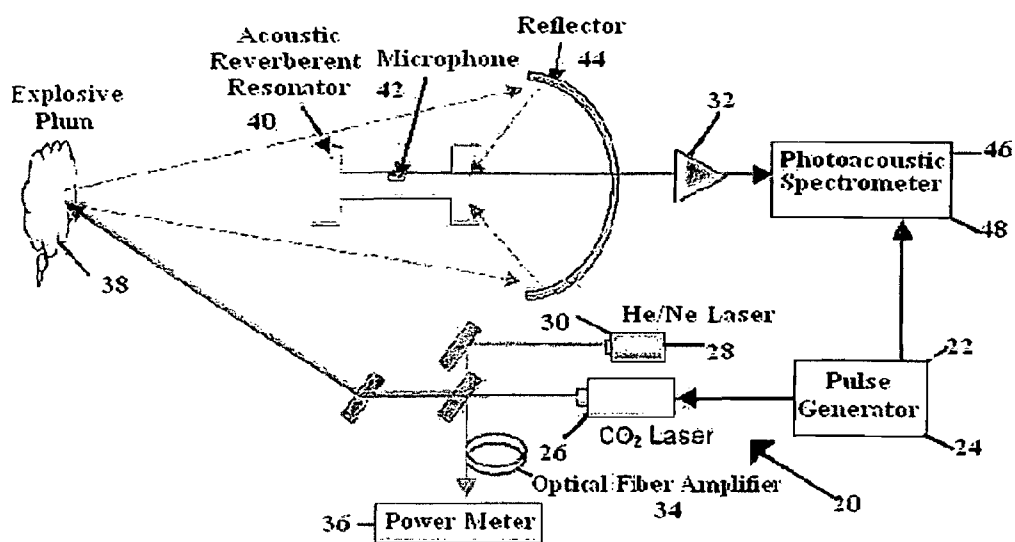 Reflector
44
Acoustic
Reverberent
Resonator
40
Microphone
42
Explosive
Plum
38
32
Photoacoustic
Spectrometer
46
48
He/Ne Laser
30
28
Pulse
Generator
22
24
26
CO₂ Laser
Optical Fiber Amplifier
34
20
36
Power Meter